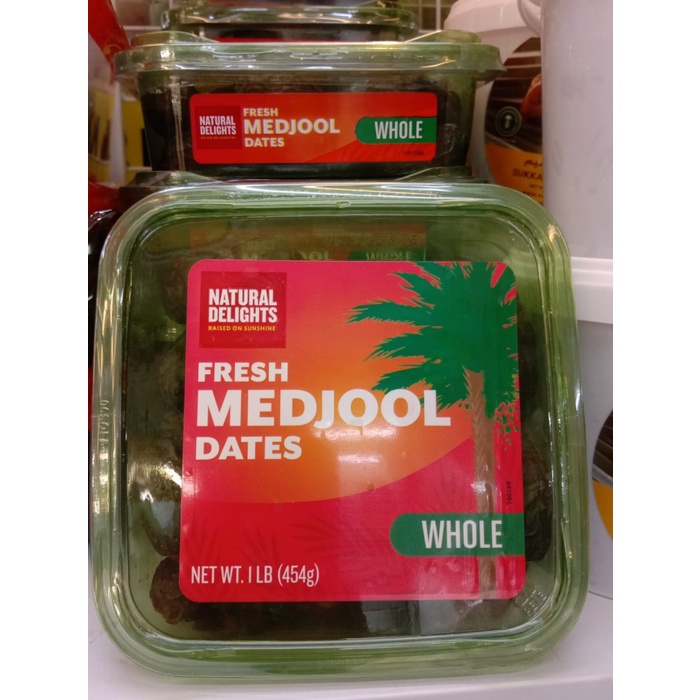 NATURAL
DELIGHTS
FRESH
MEDJOOL
DATES
WHOLE
NATURAL
DELIGHTS
RAISED ON SUNSHINE
FRESH
MEDJOOL
DATES
WHOLE
NET WT. 1 LB (454g)
SUKKA